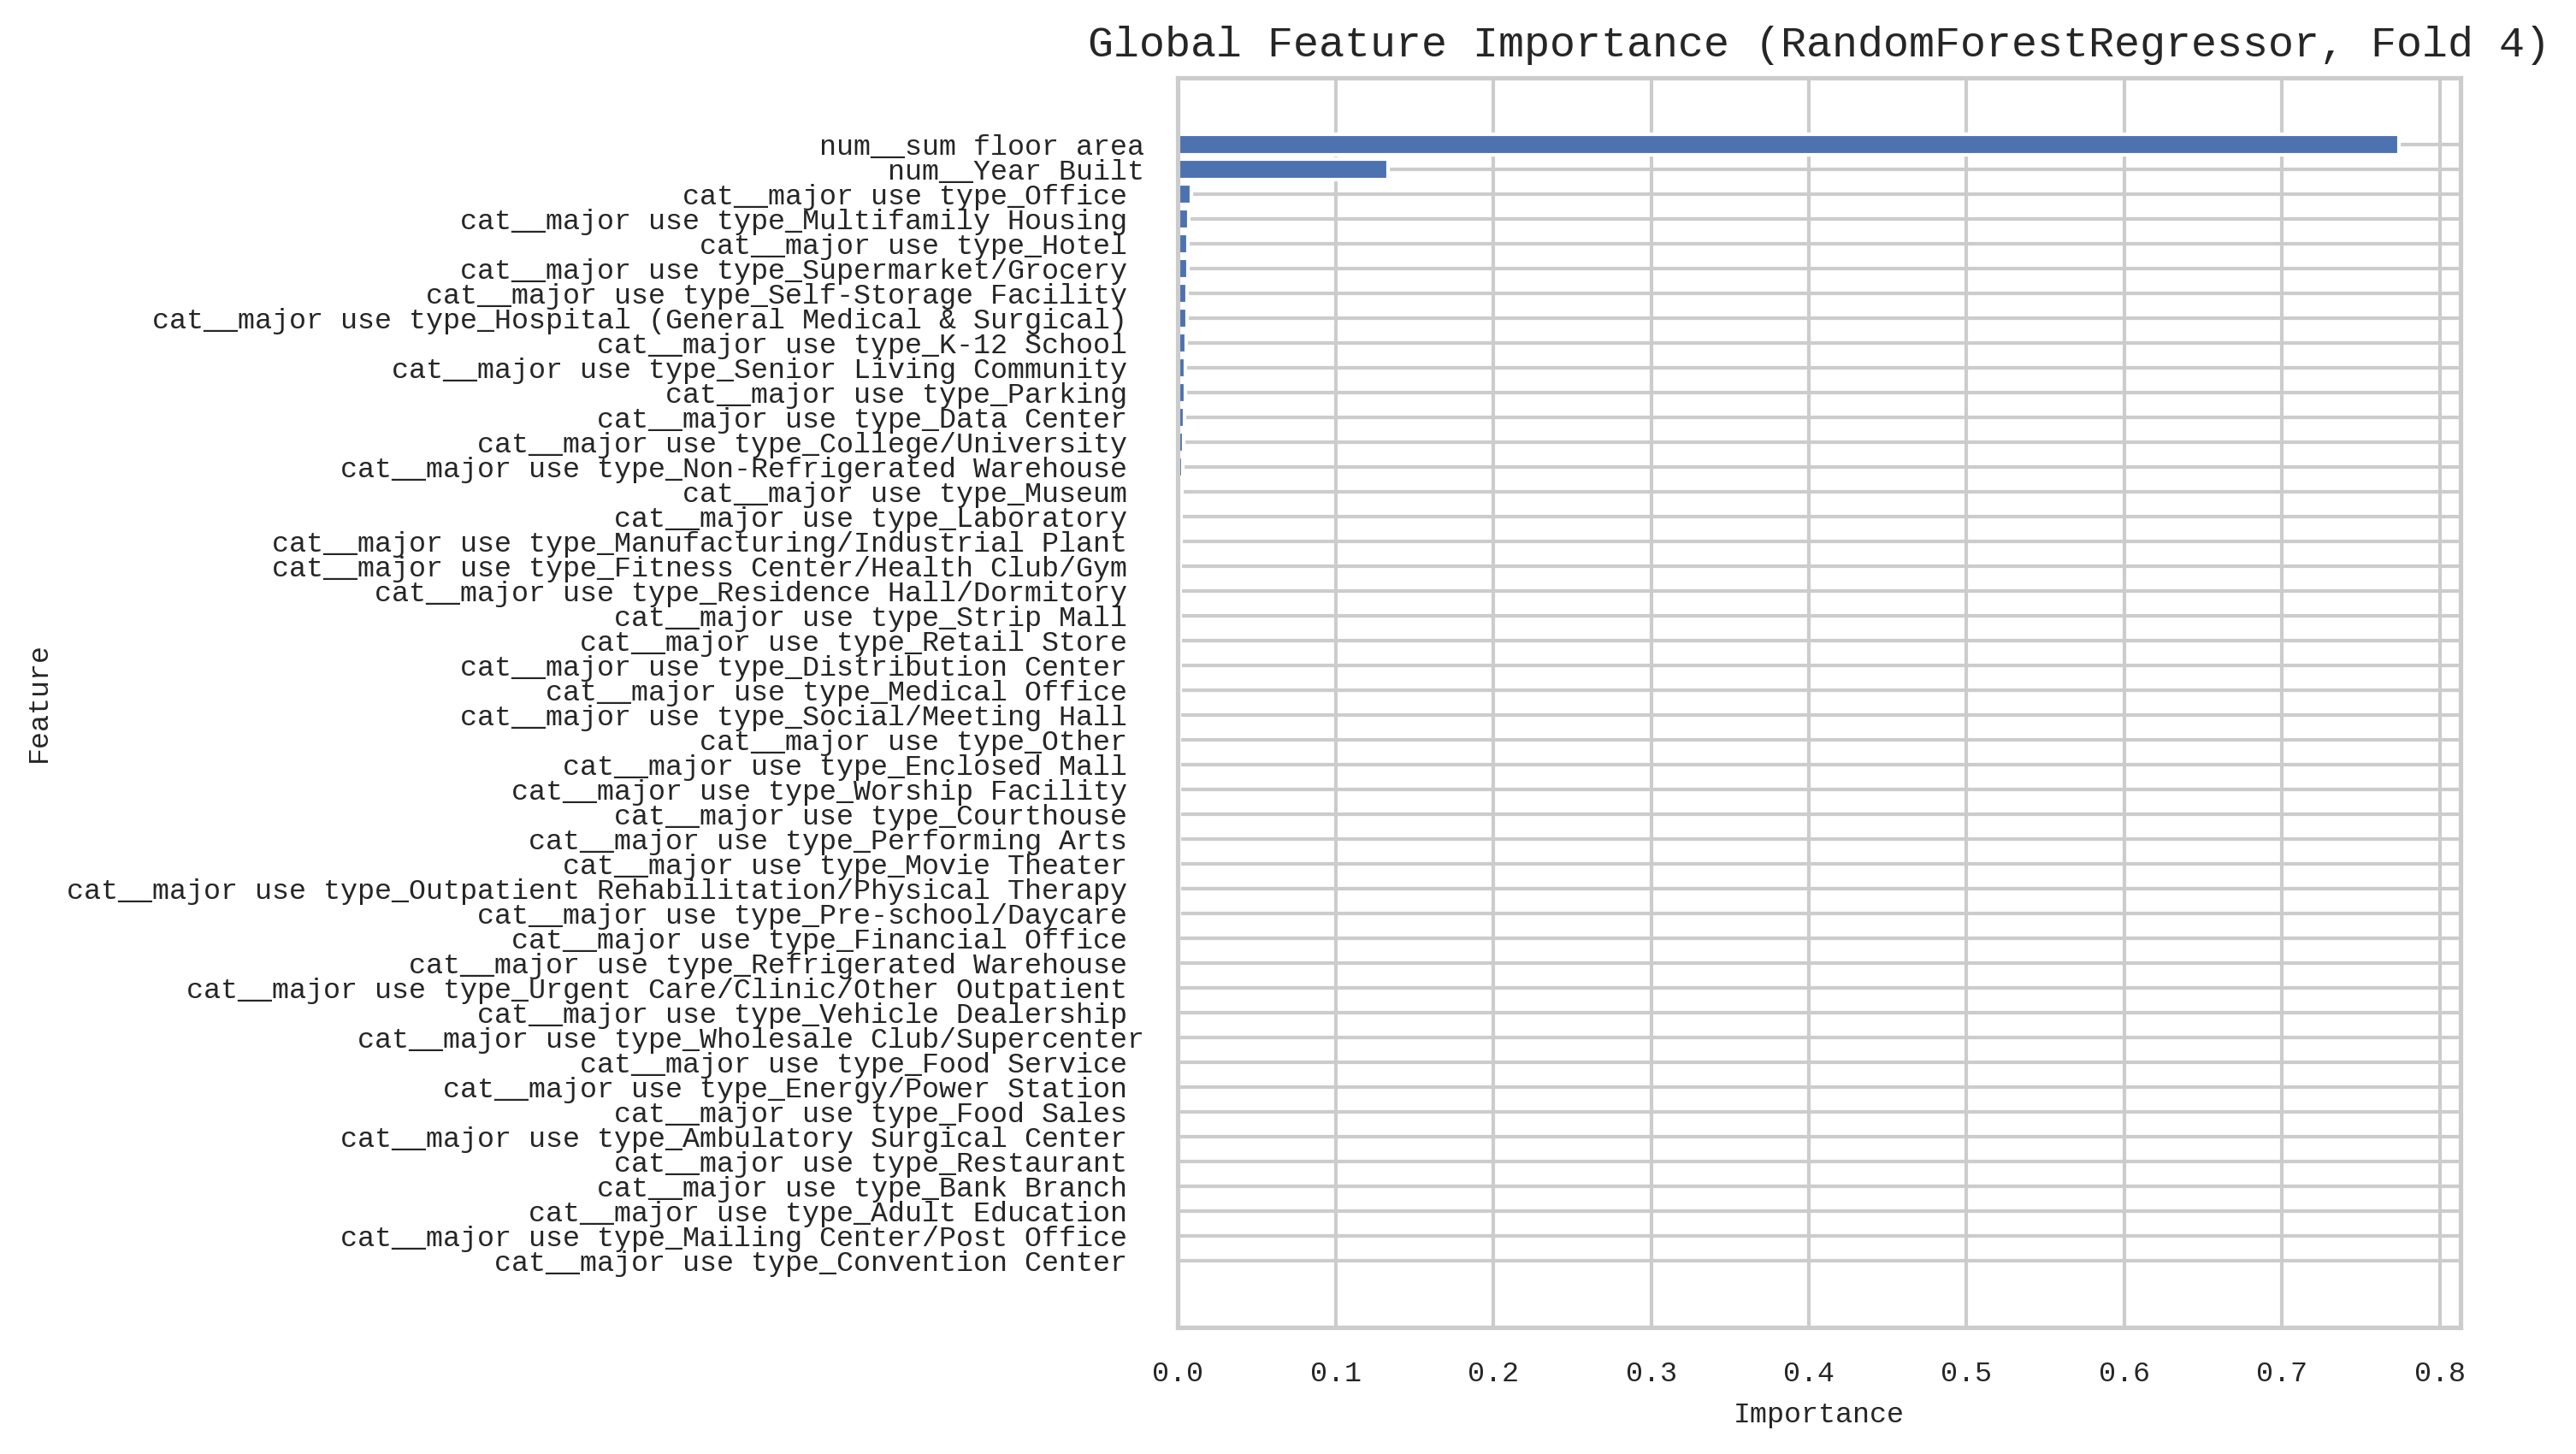 Global Feature Importance (RandomForestRegressor, Fold 4)
num__sum floor area
num__Year Built
cat__major use type_Office
cat__major use type_Multifamily Housing
cat__major use type_Hotel
cat__major use type_Supermarket/Grocery
cat__major use type_Self-Storage Facility
cat__major use type_Hospital (General Medical & Surgical)
cat__major use type_K-12 School
cat__major use type_Senior Living Community
cat__major use type_Parking
cat__major use type_Data Center
cat__major use type_College/University
cat__major use type_Non-Refrigerated Warehouse
cat__major use type_Museum
cat__major use type_Laboratory
cat__major use type_Manufacturing/Industrial Plant
cat__major use type_Fitness Center/Health Club/Gym
cat__major use type_Residence Hall/Dormitory
cat__major use type_Strip Mall
cat__major use type_Retail Store
cat__major use type_Distribution Center
cat__major use type_Medical Office
cat__major use type_Social/Meeting Hall
cat__major use type_Other
cat__major use type_Enclosed Mall
cat__major use type_Worship Facility
cat__major use type_Courthouse
cat__major use type_Performing Arts
cat__major use type_Movie Theater
cat__major use type_Outpatient Rehabilitation/Physical Therapy
cat__major use type_Pre-school/Daycare
cat__major use type_Financial Office
cat__major use type_Refrigerated Warehouse
cat__major use type_Urgent Care/Clinic/Other Outpatient
cat__major use type_Vehicle Dealership
cat__major use type_Wholesale Club/Supercenter
cat__major use type_Food Service
cat__major use type_Energy/Power Station
cat__major use type_Food Sales
cat__major use type_Ambulatory Surgical Center
cat__major use type_Restaurant
cat__major use type_Bank Branch
cat__major use type_Adult Education
cat__major use type_Mailing Center/Post Office
cat__major use type_Convention Center
Feature
0.0 0.1 0.2 0.3 0.4 0.5 0.6 0.7 0.8
Importance